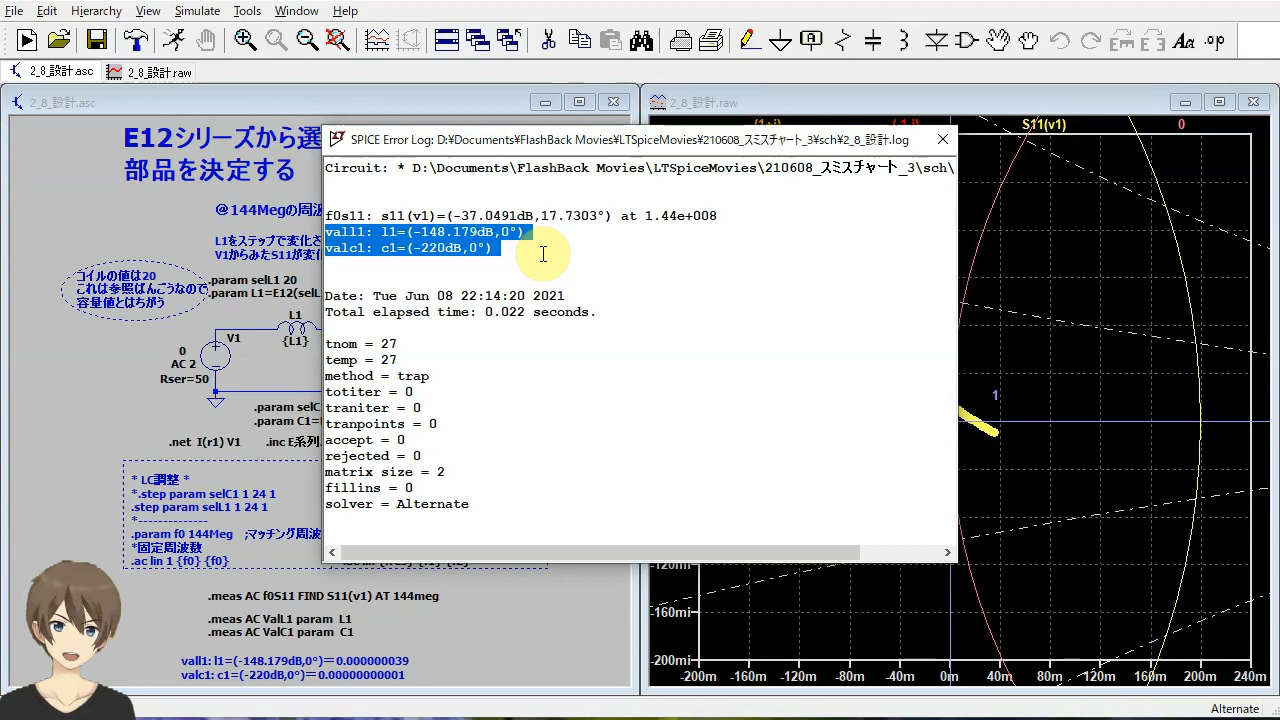 File Edit Hierarchy View Simulate Tools Window Help
2_8_設計.asc 2_8_設計.raw
2_8_設計.asc
E12シリーズから選
部品を決定する
@144Megの周波
L1をステップで変化さ
V1からみたS11が変化
コイルの値は20
これは参照ばんごうなので
容量値とはちがう
.param selL1 20
.param L1=E12(selL
L1
{L1}
V1
0
AC 2
Rser=50
.param selC
.param C1=
.net I(r1) V1 .inc E系列
* LC調整 *
*.step param selC1 1 24 1
.step param selL1 1 24 1
*--------------
.param f0 144Meg ;マッチング周波
*固定周波数
.ac lin 1 {f0} {f0}
.meas AC f0S11 FIND S11(v1) AT 144meg
.meas AC ValL1 param L1
.meas AC ValC1 param C1
vall1: l1=(-148.179dB,0°)=0.000000039
valc1: c1=(-220dB,0°)=0.00000000001
SPICE Error Log: D:¥Documents¥FlashBack Movies¥LTSpiceMovies¥210608_スミスチャート_3¥sch¥2_8_設計.log
Circuit: * D:\Documents\FlashBack Movies\LTSpiceMovies\210608_スミスチャート_3\sch\
f0s11: s11(v1)=(-37.0491dB,17.7303°) at 1.44e+008
vall1: l1=(-148.179dB,0°)
valc1: c1=(-220dB,0°)
Date: Tue Jun 08 22:14:20 2021
Total elapsed time: 0.022 seconds.
tnom = 27
temp = 27
method = trap
totiter = 0
traniter = 0
tranpoints = 0
accept = 0
rejected = 0
matrix size = 2
fillins = 0
solver = Alternate
2_8_設計.raw
S11(v1) 0
1
-120mi
-160mi
-200mi
-200m -160m -120m -80m -40m 0m 40m 80m 120m 160m 200m 240m
Alternate